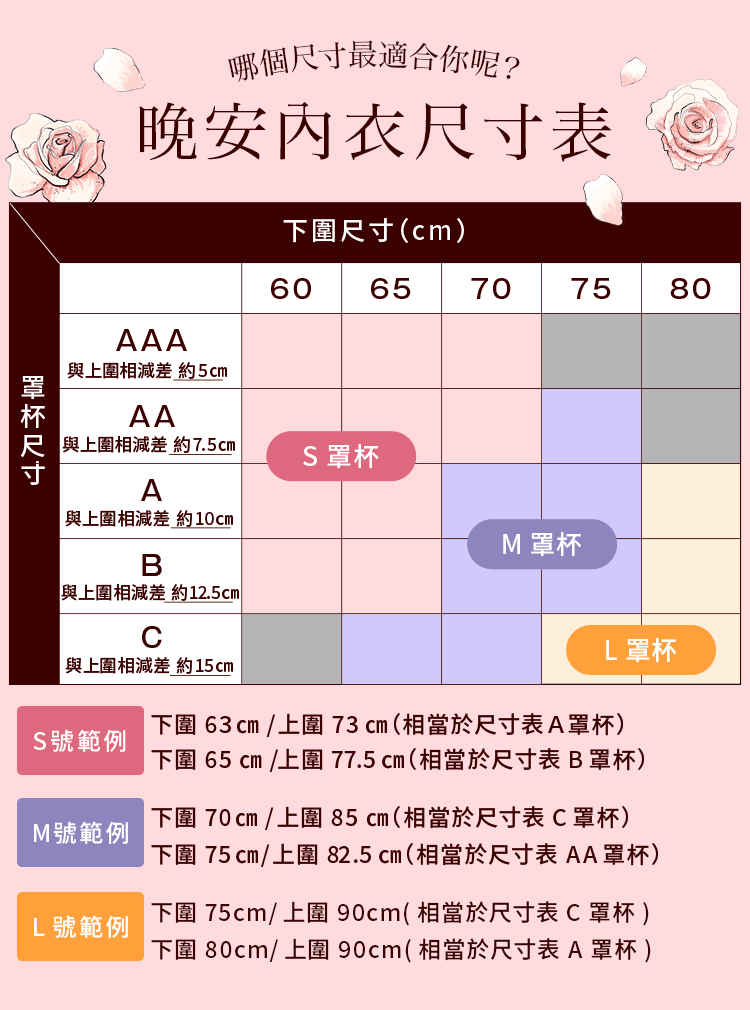 哪個尺寸最適合你呢?
晚安內衣尺寸表
下圍尺寸(cm)
60 65 70 75 80
罩杯尺寸
AAA
與上圍相減差 約5㎝
AA
與上圍相減差 約7.5㎝
S 罩杯
A
與上圍相減差 約10㎝
M 罩杯
B
與上圍相減差 約12.5㎝
C
與上圍相減差 約15㎝
L 罩杯
S號範例
下圍 63㎝ /上圍 73 ㎝(相當於尺寸表A罩杯)
下圍 65 ㎝ /上圍 77.5 ㎝(相當於尺寸表 B 罩杯)
M號範例
下圍 70㎝ /上圍 85 ㎝(相當於尺寸表 C 罩杯)
下圍 75㎝/上圍 82.5 ㎝(相當於尺寸表 AA 罩杯)
L 號範例
下圍 75cm/ 上圍 90cm( 相當於尺寸表 C 罩杯 )
下圍 80cm/ 上圍 90cm( 相當於尺寸表 A 罩杯 )